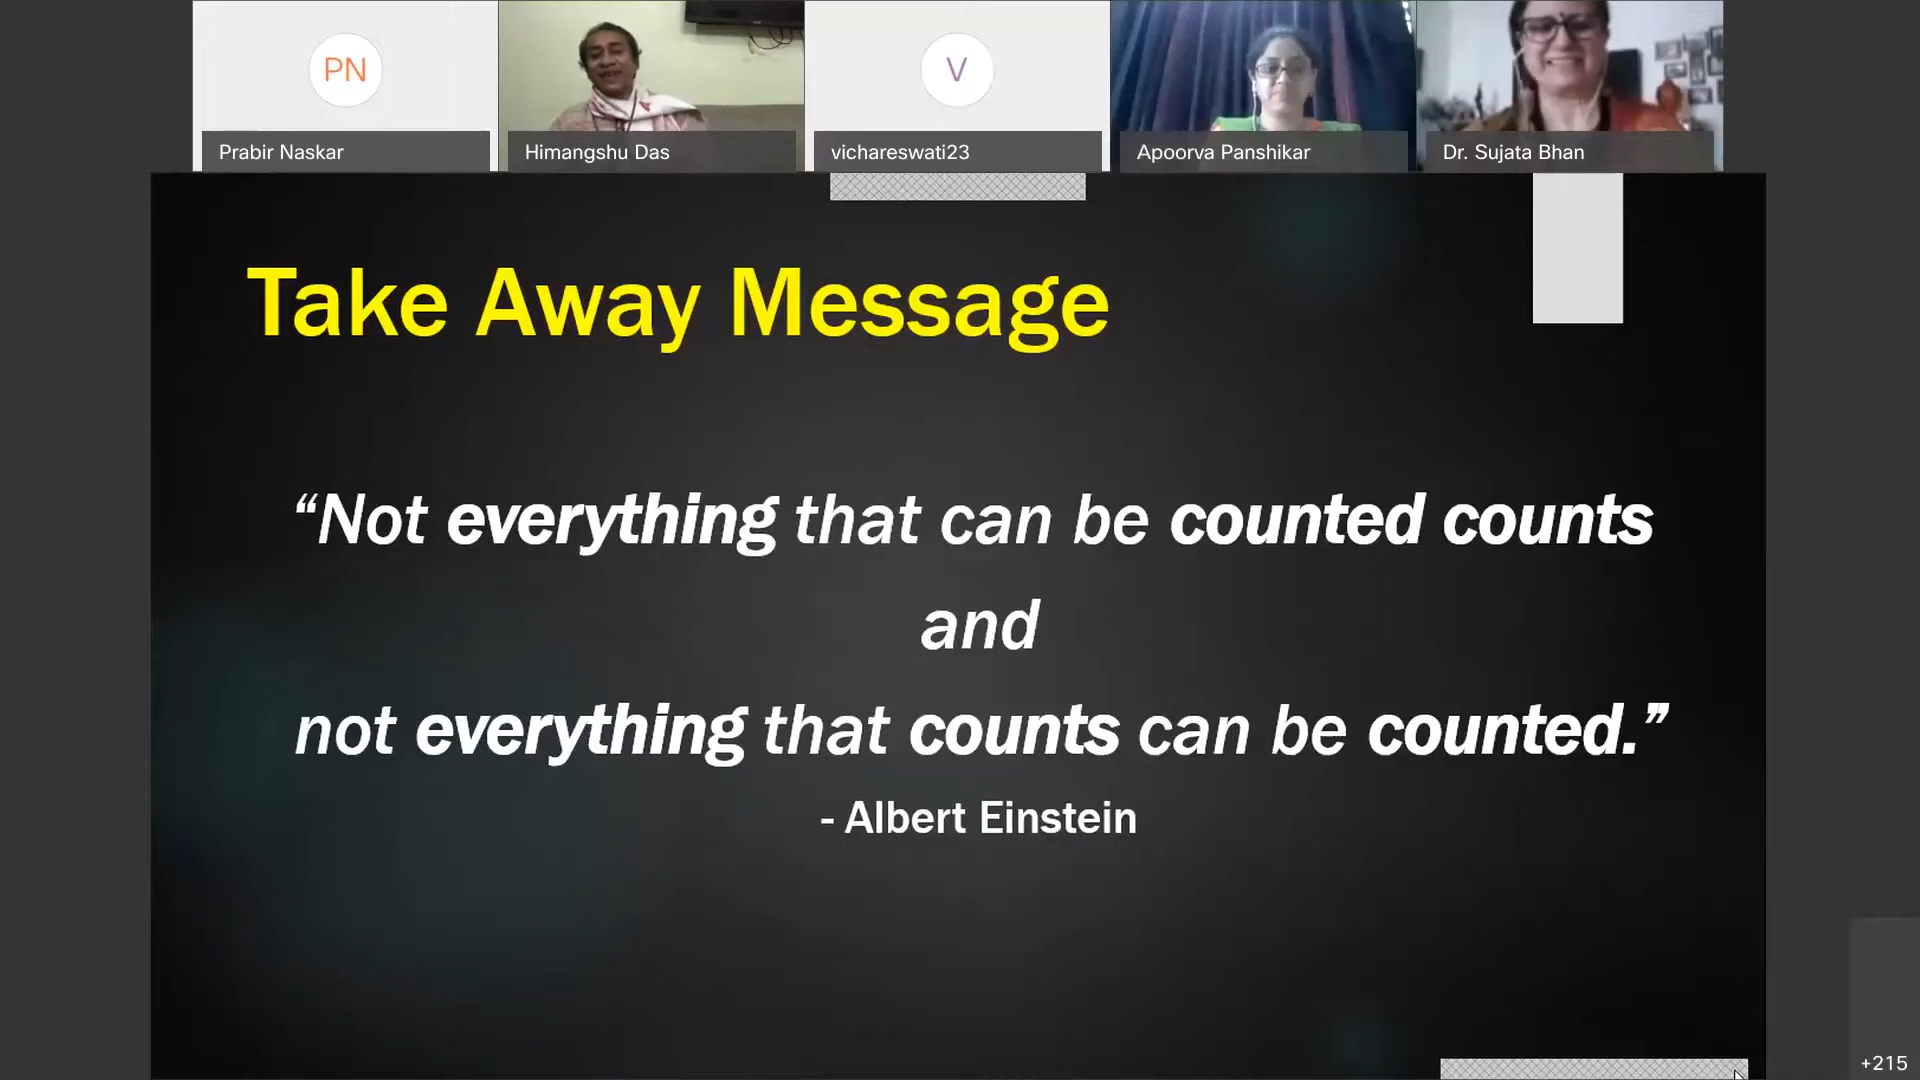 PN
V
Prabir Naskar
Himangshu Das
vichareswati23
Apoorva Panshikar
Dr. Sujata Bhan
Take Away Message
“Not everything that can be counted counts
and
not everything that counts can be counted.”
- Albert Einstein
+215